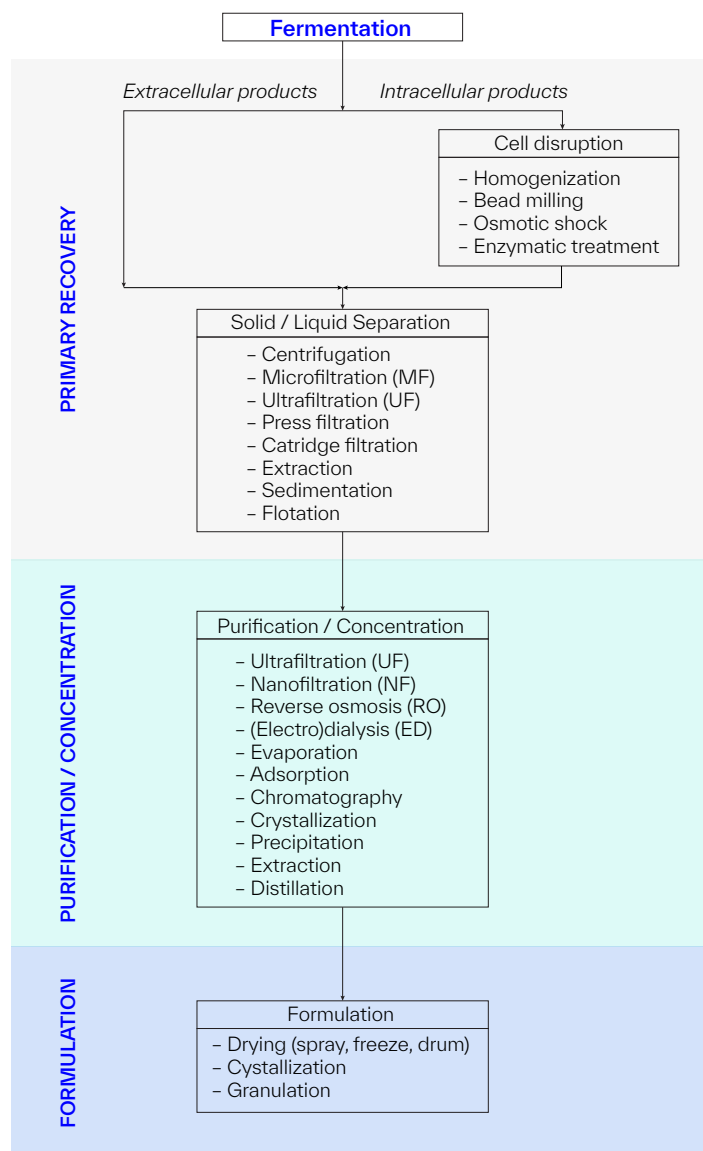 Fermentation
Extracellular products
Intracellular products
Cell disruption
– Homogenization
– Bead milling
– Osmotic shock
– Enzymatic treatment
PRIMARY RECOVERY
Solid / Liquid Separation
– Centrifugation
– Microfiltration (MF)
– Ultrafiltration (UF)
– Press filtration
– Catridge filtration
– Extraction
– Sedimentation
– Flotation
PURIFICATION / CONCENTRATION
Purification / Concentration
– Ultrafiltration (UF)
– Nanofiltration (NF)
– Reverse osmosis (RO)
– (Electro)dialysis (ED)
– Evaporation
– Adsorption
– Chromatography
– Crystallization
– Precipitation
– Extraction
– Distillation
FORMULATION
Formulation
– Drying (spray, freeze, drum)
– Cystallization
– Granulation